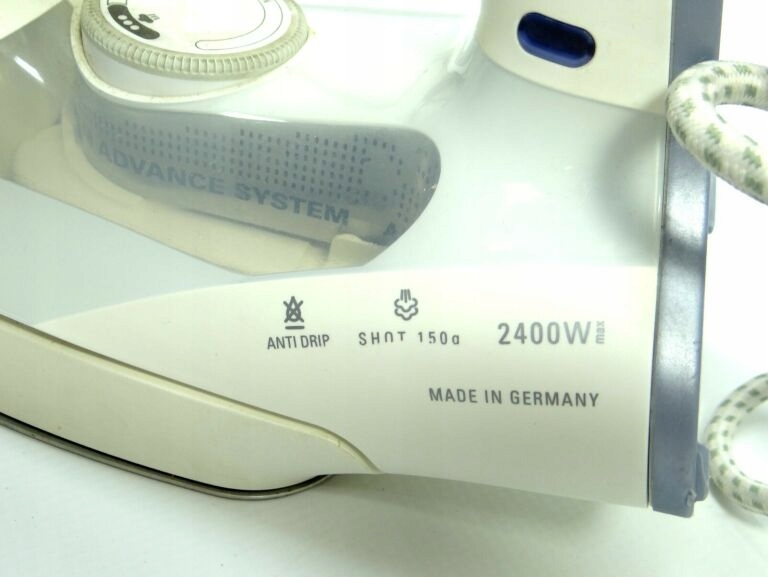 ADVANCE SYSTEM
ANTI DRIP
SHOT 150g
2400W max
MADE IN GERMANY